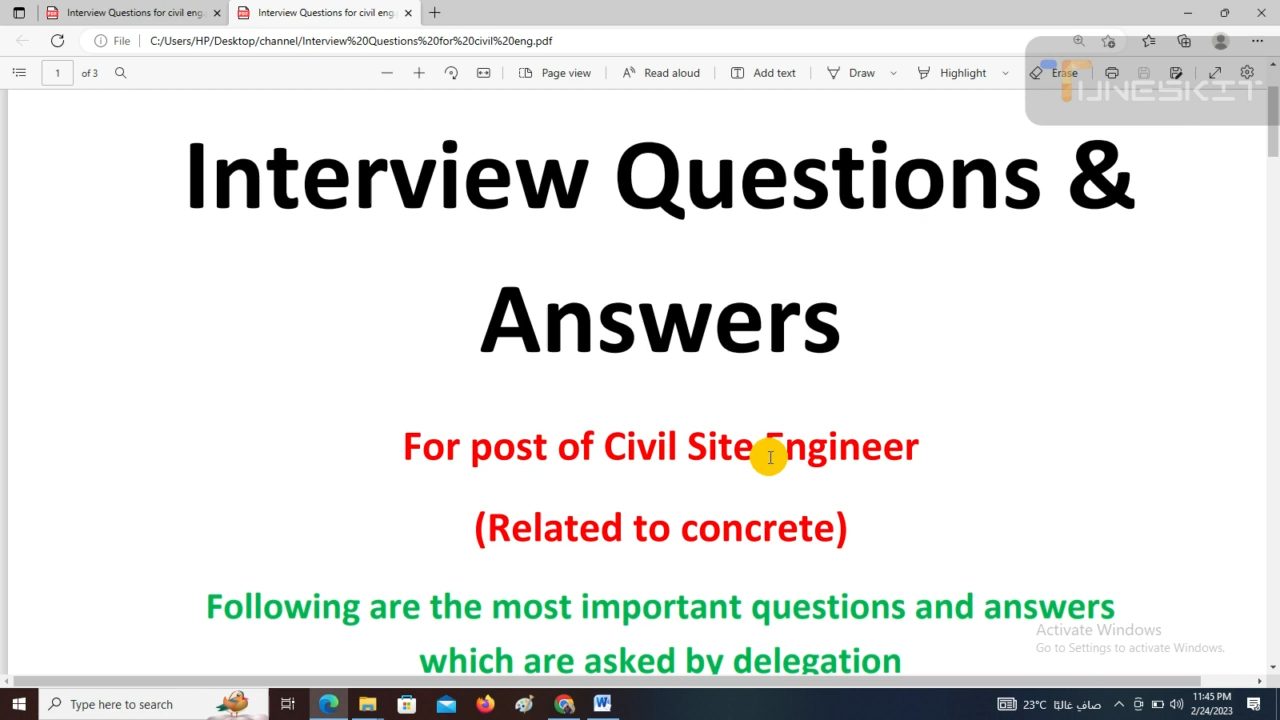 Interview Questions for civil eng
Interview Questions for civil eng
File
C:/Users/HP/Desktop/channel/Interview%20Questions%20for%20civil%20eng.pdf
1 of 3
Page view
Read aloud
Add text
Draw
Highlight
Erase
TUNESKIT
Interview Questions &
Answers
For post of Civil Site Engineer
(Related to concrete)
Following are the most important questions and answers
which are asked by delegation
Activate Windows
Go to Settings to activate Windows.
Type here to search
23°C صافٍ غالبًا
11:45 PM
2/24/2023